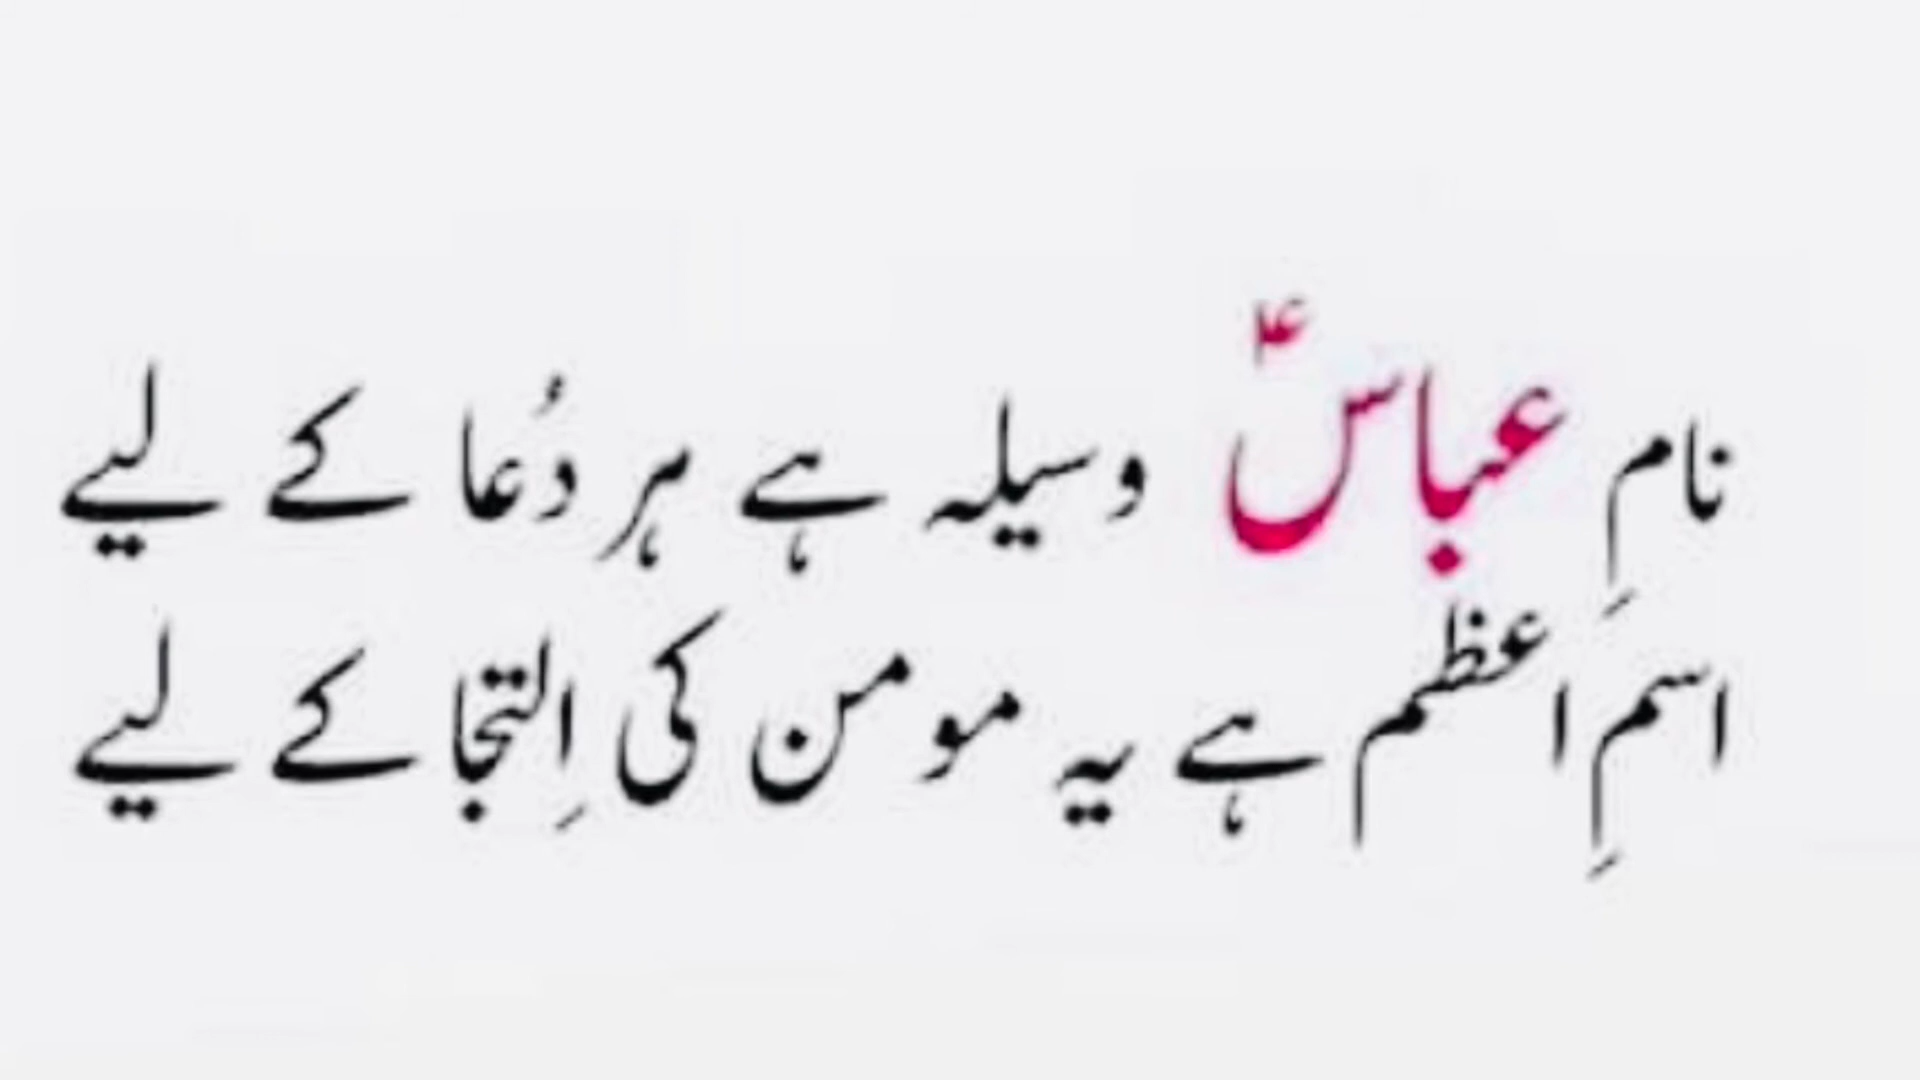 نامِ عباسؑ وسیلہ ہے ہر دُعا کے لیے
اسمِ اعظم ہے یہ مومن کی اِلتجا کے لیے